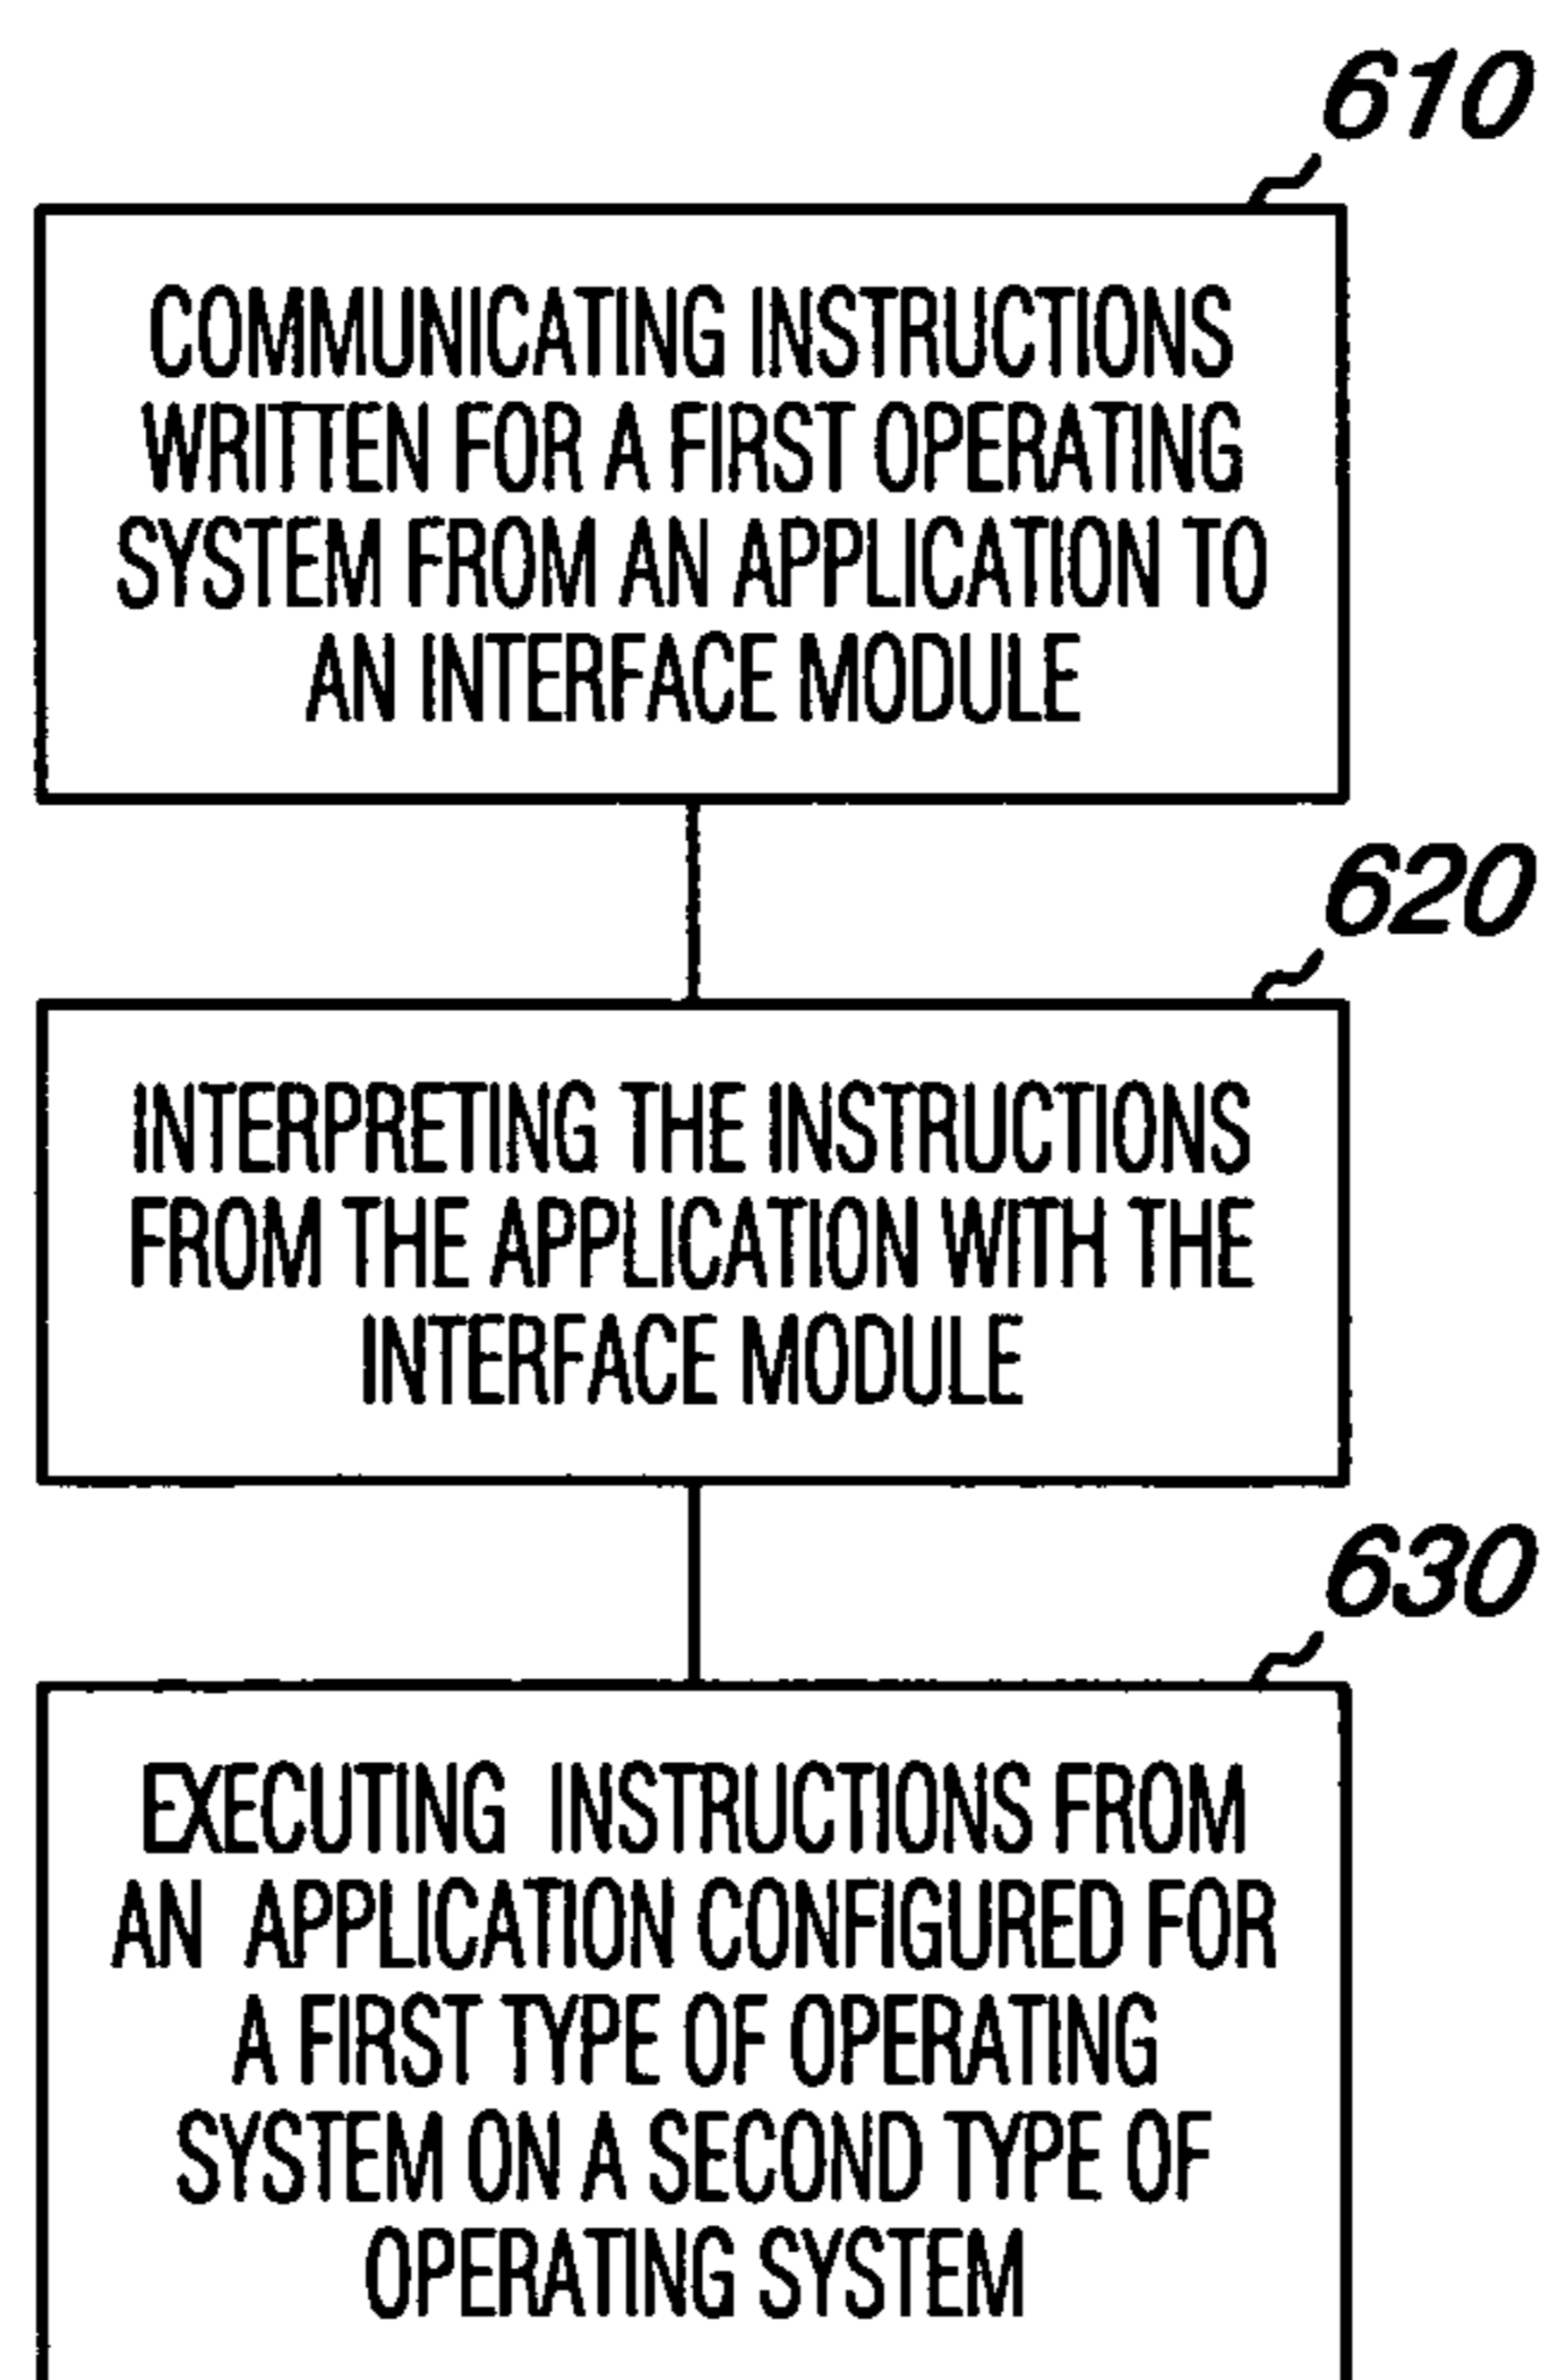 610
COMMUNICATING INSTRUCTIONS
WRITTEN FOR A FIRST OPERATING
SYSTEM FROM AN APPLICATION TO
AN INTERFACE MODULE
620
INTERPRETING THE INSTRUCTIONS
FROM THE APPLICATION WITH THE
INTERFACE MODULE
630
EXECUTING INSTRUCTIONS FROM
AN APPLICATION CONFIGURED FOR
A FIRST TYPE OF OPERATING
SYSTEM ON A SECOND TYPE OF
OPERATING SYSTEM